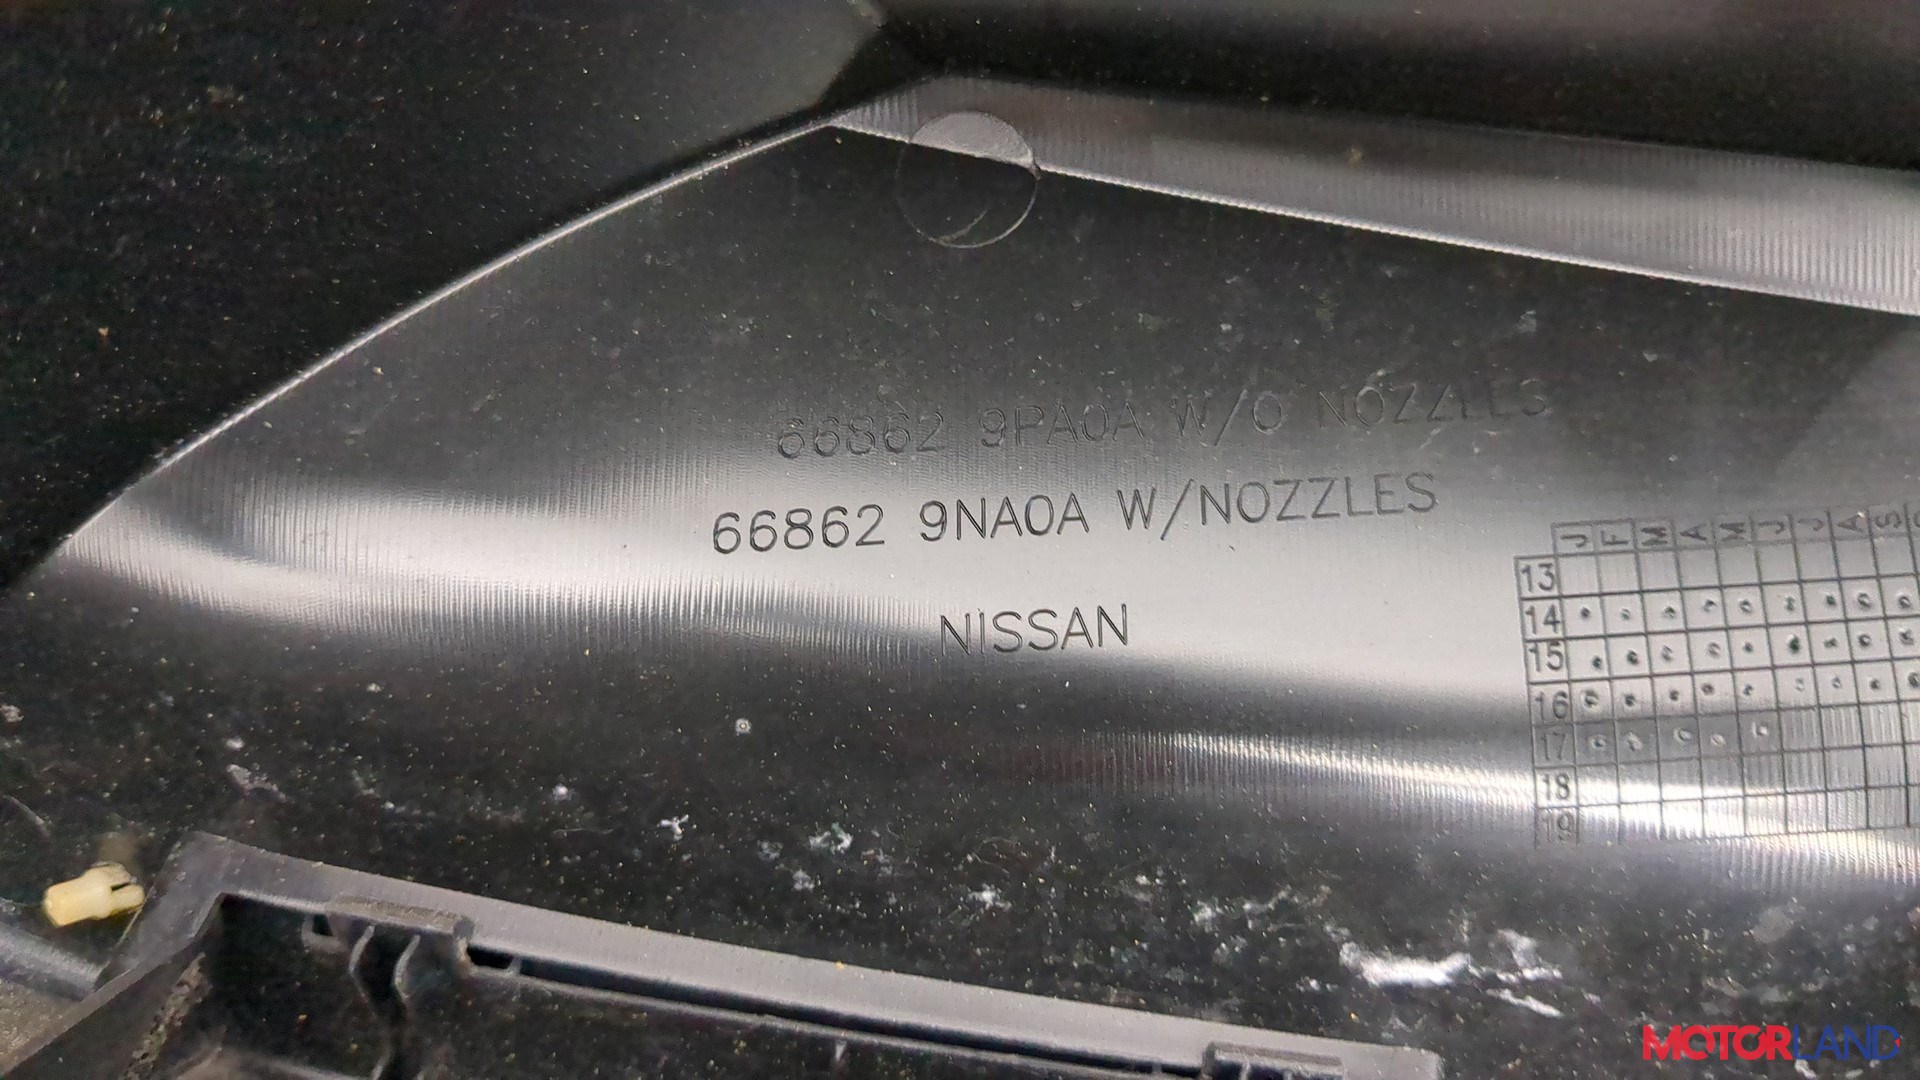 66862 9PA0A W/O NOZZLES
66862 9NA0A W/NOZZLES
NISSAN
J F M A M J J A S
13
14
15
16
17
18
19
MOTORLAND